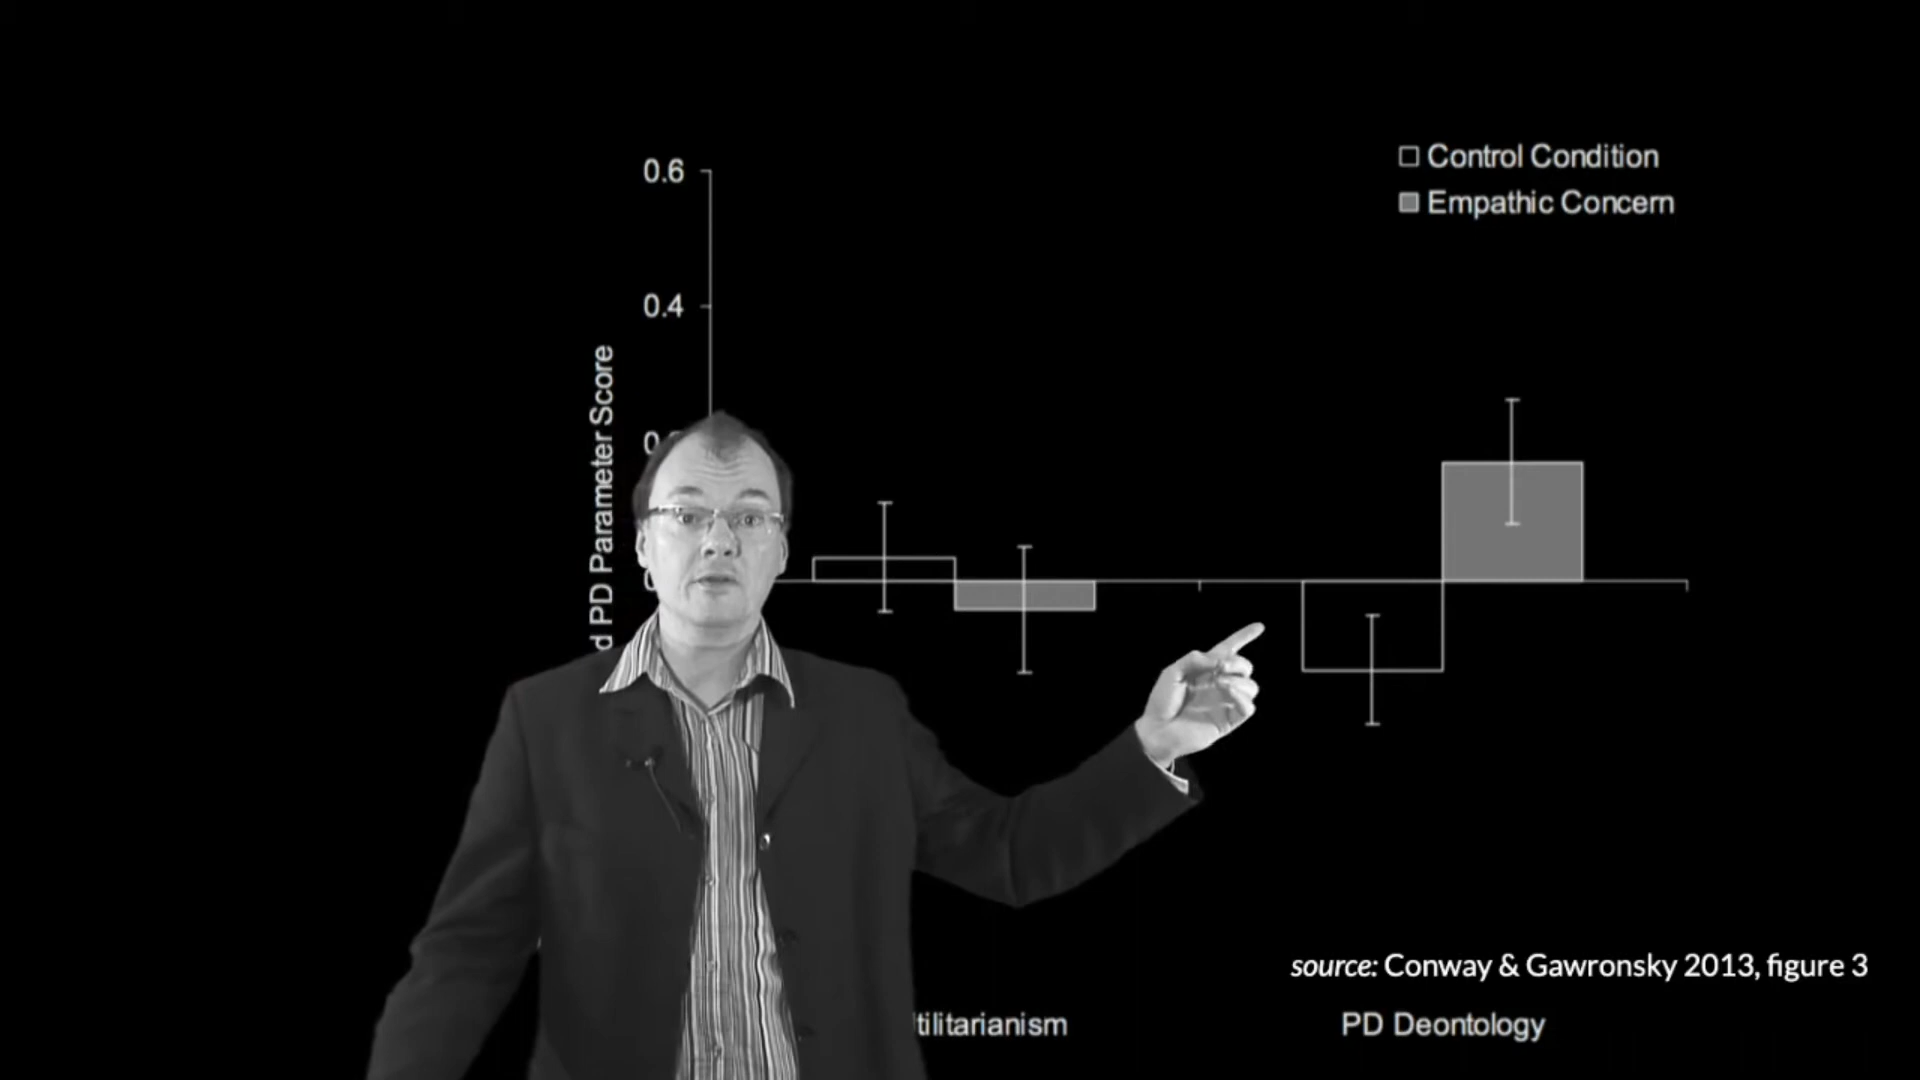 Control Condition
Empathic Concern
0.6
0.4
PD Parameter Score
source: Conway & Gawronsky 2013, figure 3
PD Deontology